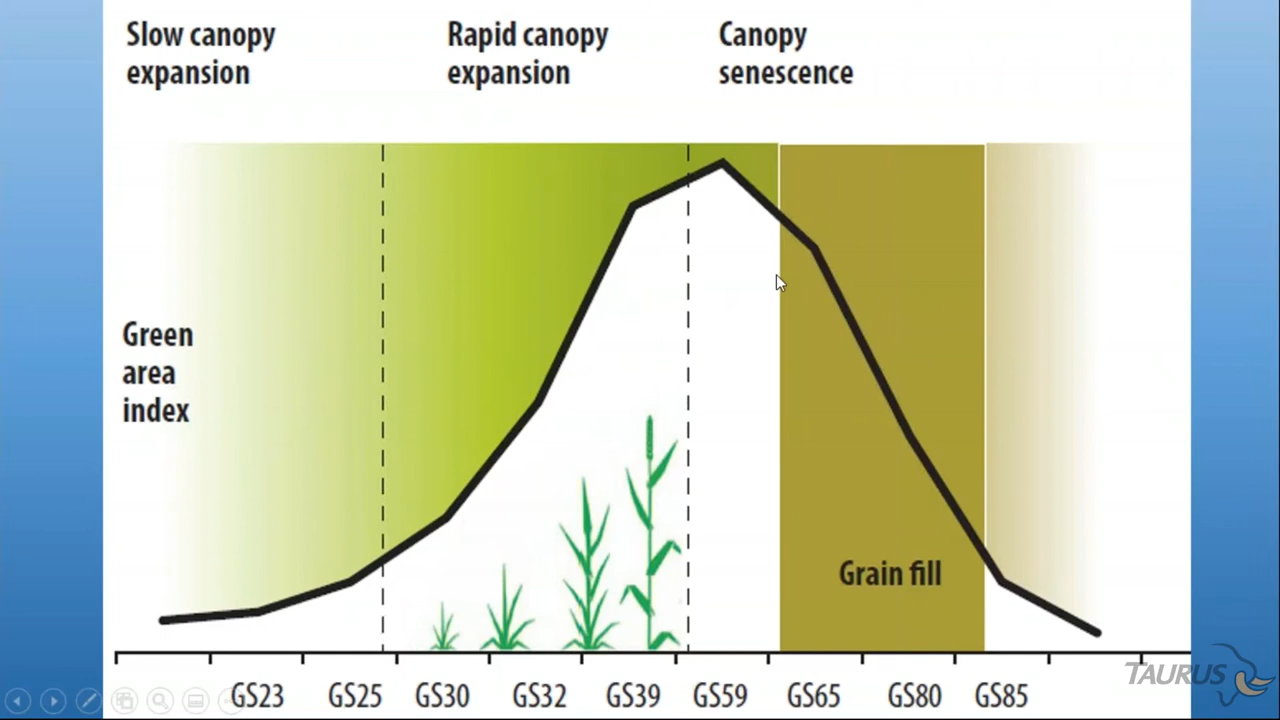 Slow canopy
expansion
Rapid canopy
expansion
Canopy
senescence
Green
area
index
Grain fill
GS23 GS25 GS30 GS32 GS39 GS59 GS65 GS80 GS85
TAURUS